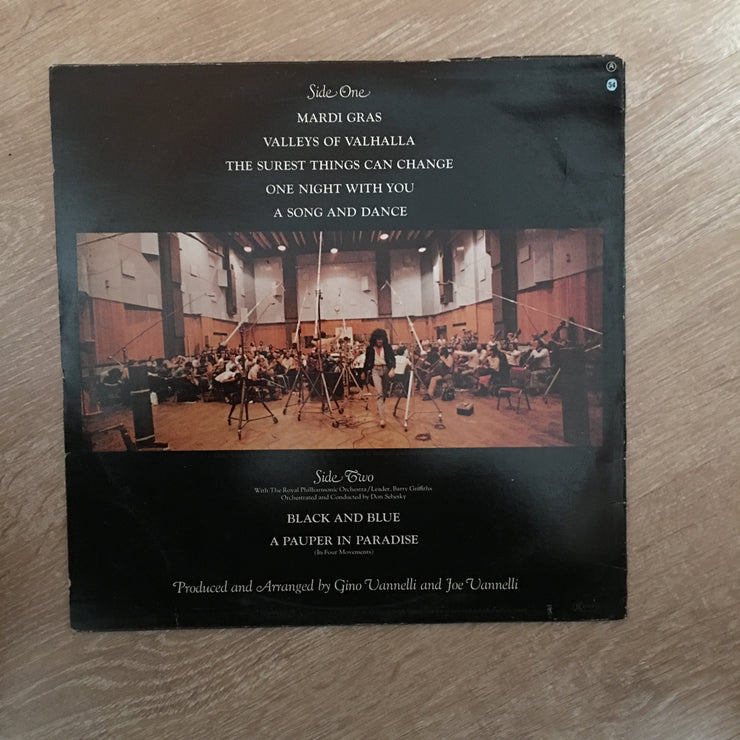 A
54
Side One
MARDI GRAS
VALLEYS OF VALHALLA
THE SUREST THINGS CAN CHANGE
ONE NIGHT WITH YOU
A SONG AND DANCE
Side Two
With The Royal Philharmonic Orchestra/Leader, Barry Griffiths
Orchestrated and Conducted by Don Sebesky
BLACK AND BLUE
A PAUPER IN PARADISE
(In Four Movements)
Produced and Arranged by Gino Vannelli and Joe Vannelli